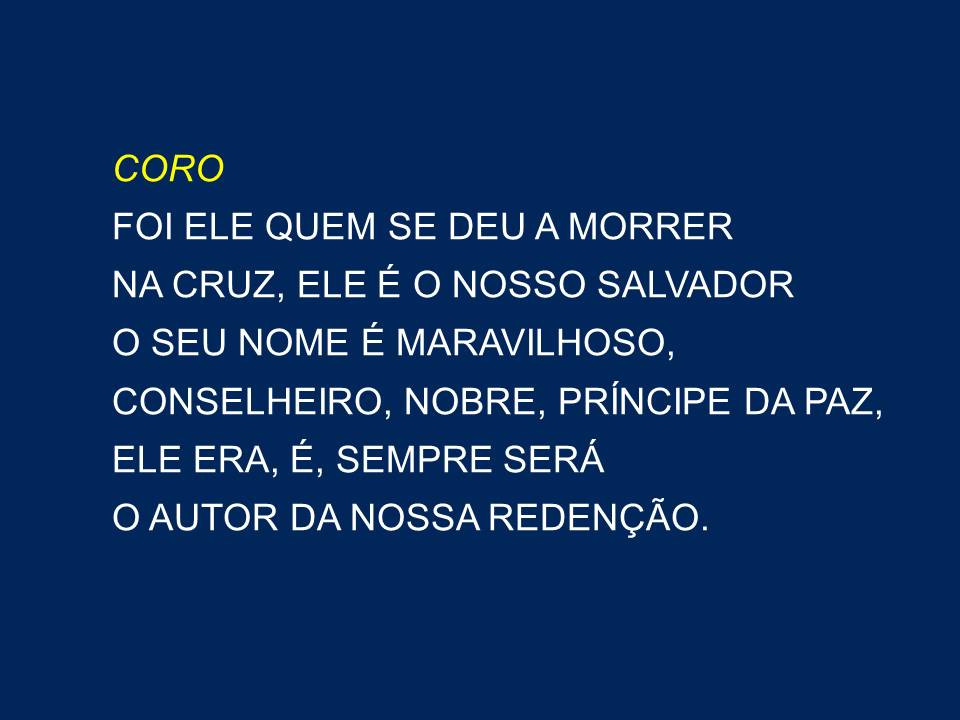 CORO
FOI ELE QUEM SE DEU A MORRER
NA CRUZ, ELE É O NOSSO SALVADOR
O SEU NOME É MARAVILHOSO,
CONSELHEIRO, NOBRE, PRÍNCIPE DA PAZ,
ELE ERA, É, SEMPRE SERÁ
O AUTOR DA NOSSA REDENÇÃO.